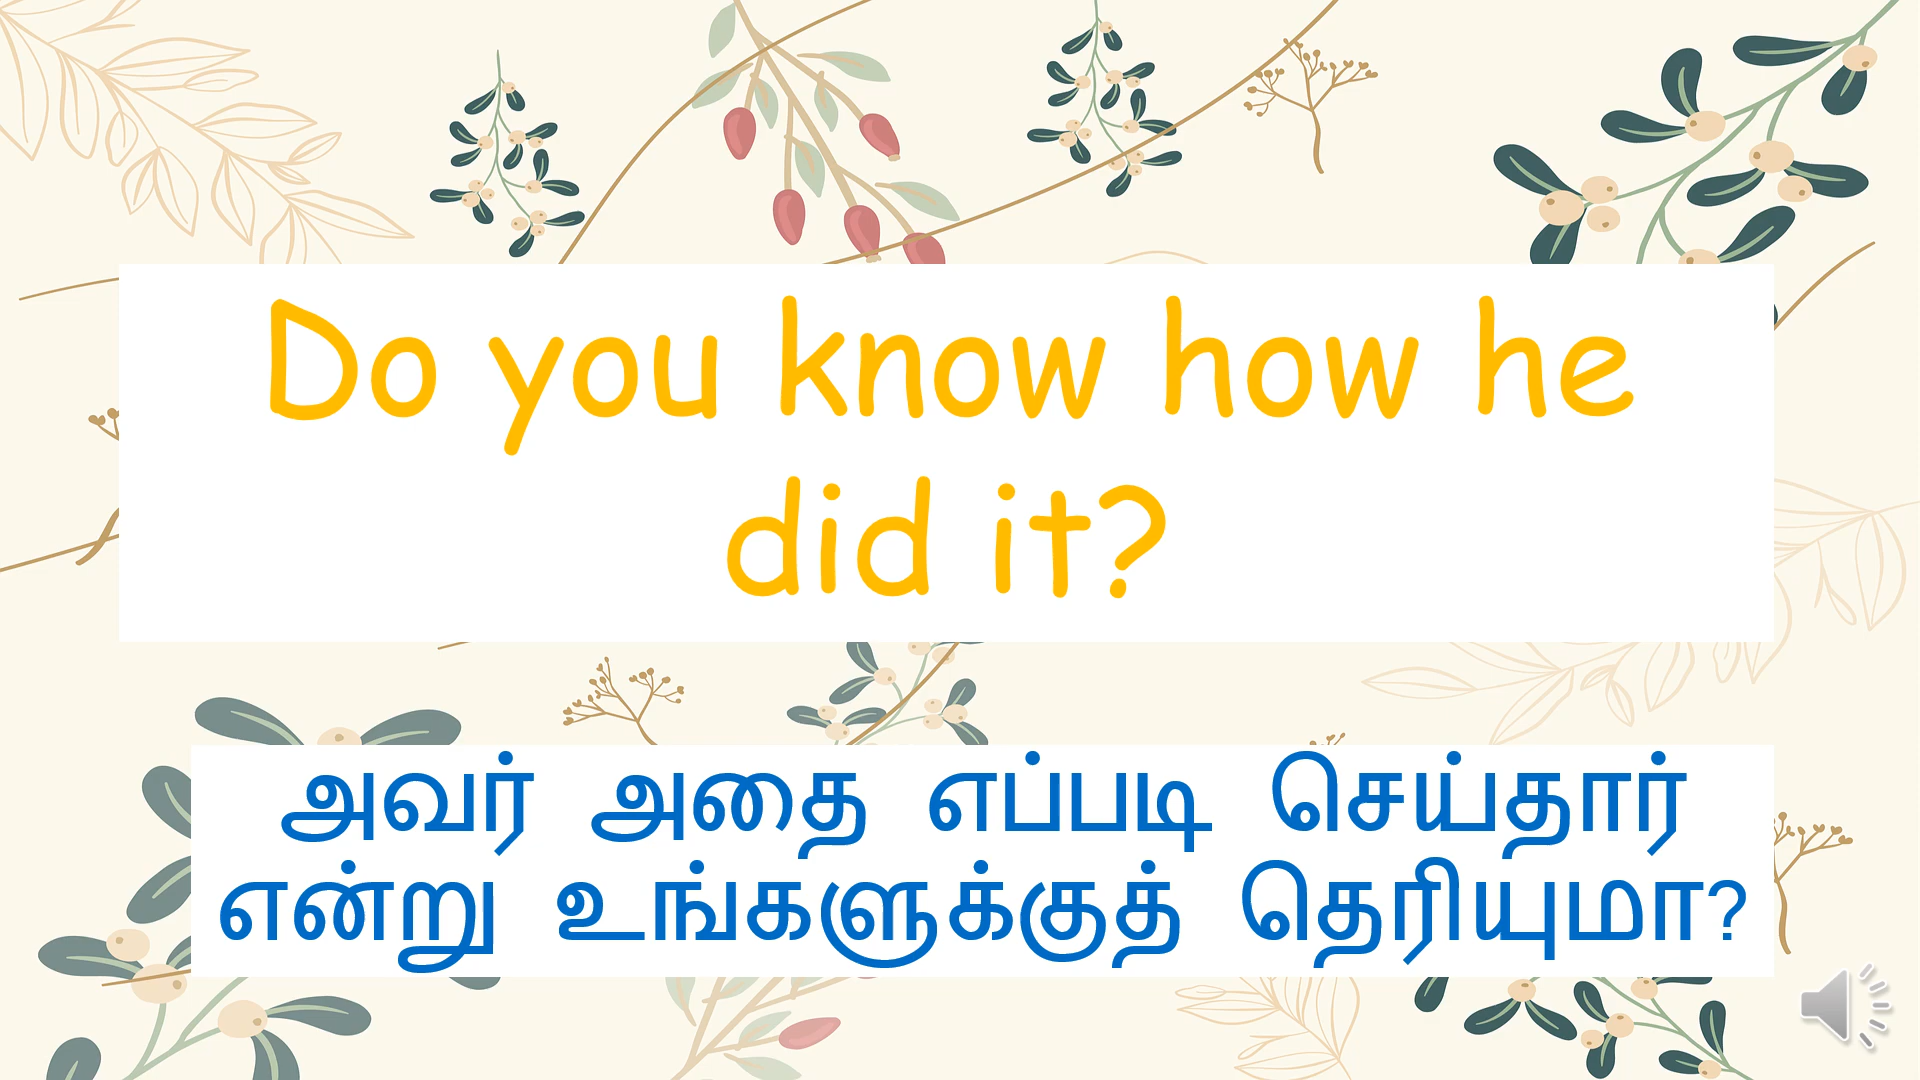 Do you know how he
did it?
அவர் அதை எப்படி செய்தார்
என்று உங்களுக்குத் தெரியுமா?